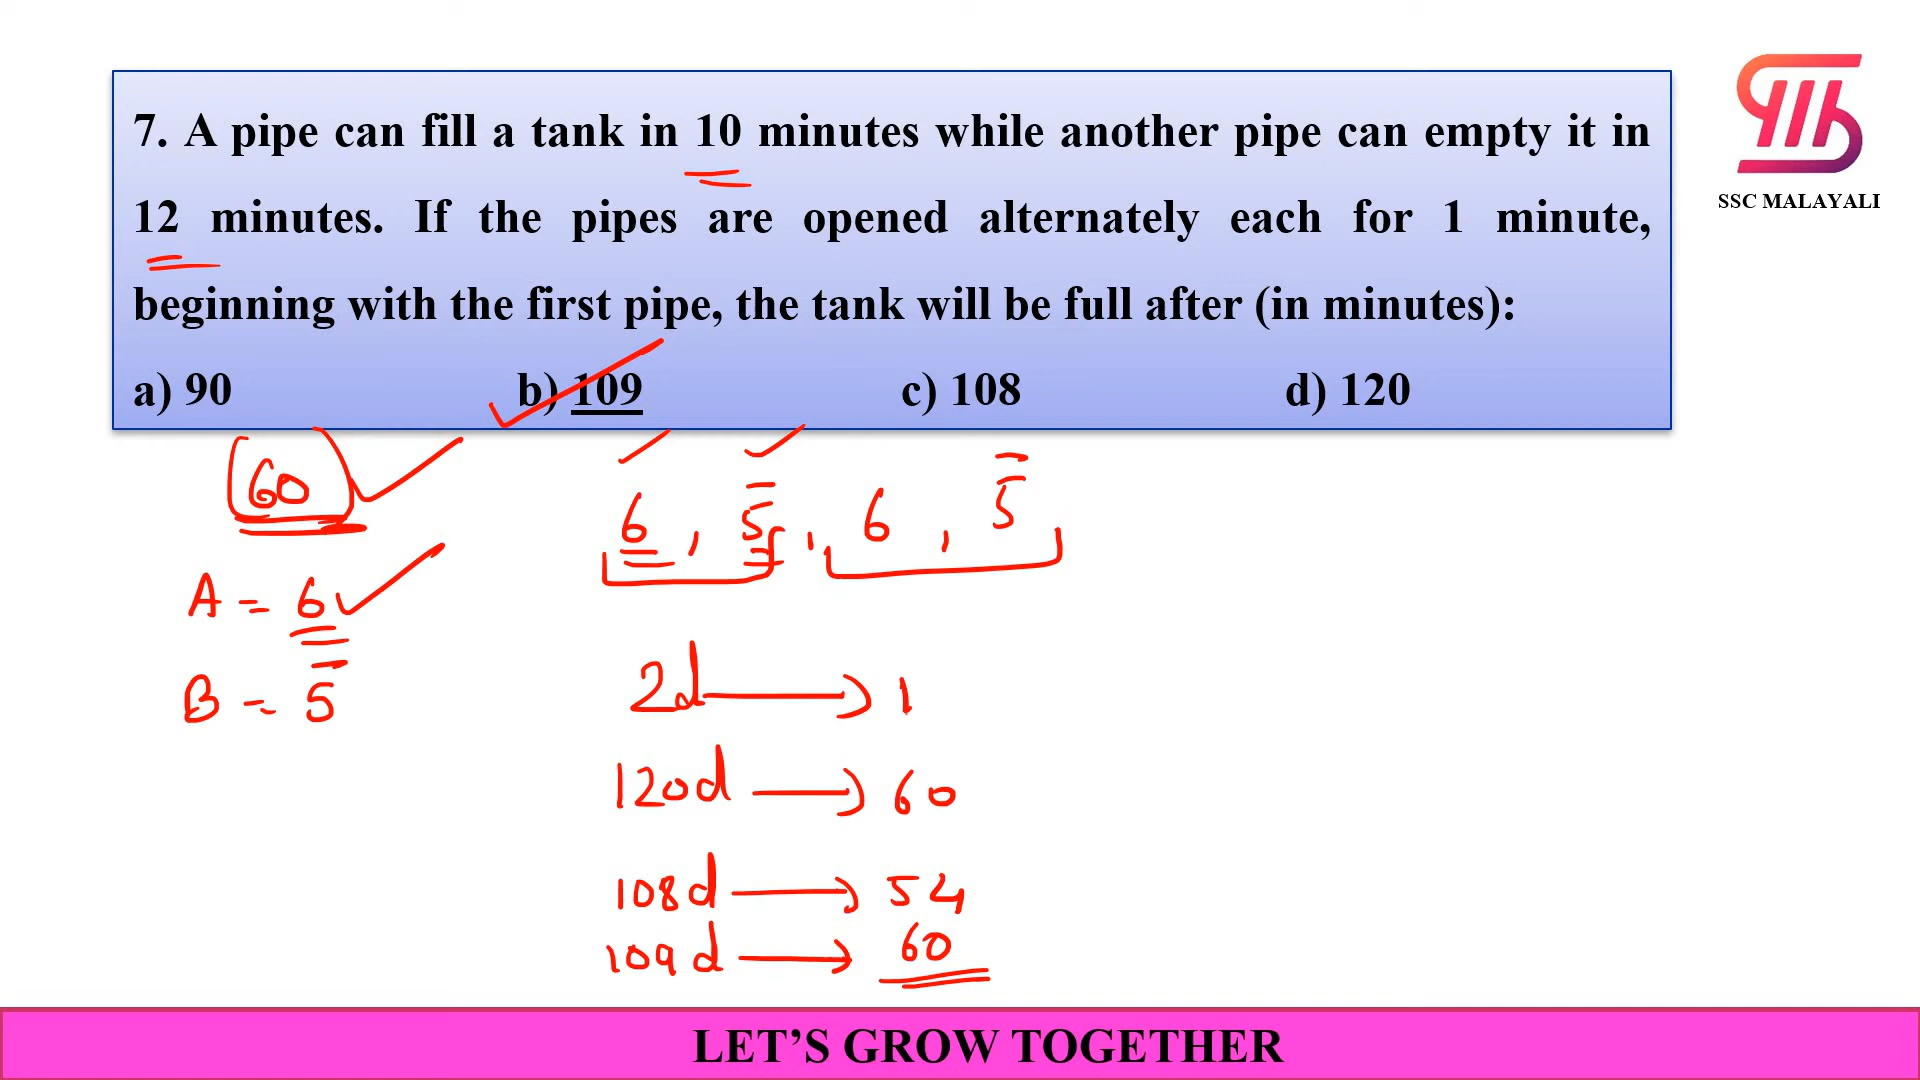 7. A pipe can fill a tank in 10 minutes while another pipe can empty it in
12 minutes. If the pipes are opened alternately each for 1 minute,
beginning with the first pipe, the tank will be full after (in minutes):
a) 90 b) 109 c) 108 d) 120
SSC MALAYALI
60
A = 6
B = 5
6 , 5 , 6 , 5
2d → 1
120d → 60
108d → 54
109d → 60
LET’S GROW TOGETHER